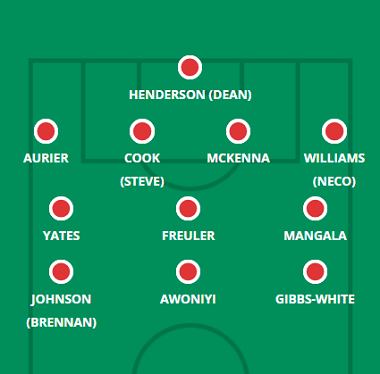 HENDERSON (DEAN)
AURIER COOK MCKENNA WILLIAMS
(STEVE) (NECO)
YATES FREULER MANGALA
JOHNSON AWONIYI GIBBS-WHITE
(BRENNAN)